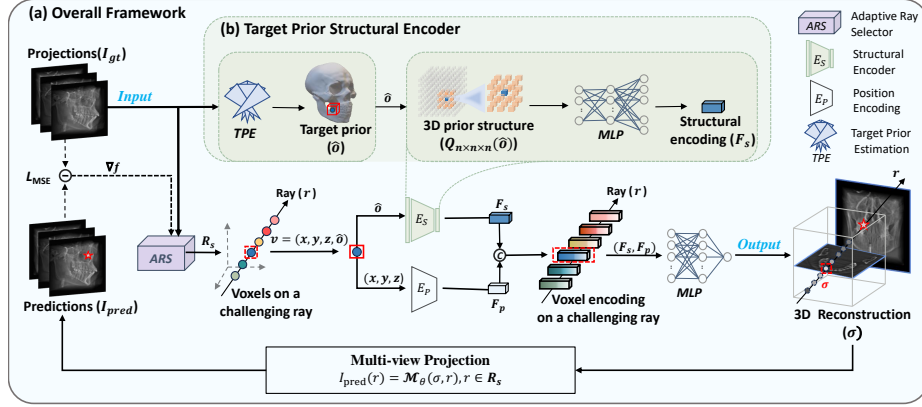 (a) Overall Framework
(b) Target Prior Structural Encoder
Projections(I_gt)
Input
TPE
Target prior
(ô)
ô
3D prior structure
(Q_{n×n×n}(ô))
MLP
Structural
encoding (F_s)
ARS
Adaptive Ray
Selector
E_S
Structural
Encoder
E_P
Position
Encoding
TPE
Target Prior
Estimation
L_MSE
∇f
Predictions (I_pred)
ARS
R_s
Ray (r)
v = (x, y, z, ô)
Voxels on a
challenging ray
ô
(x, y, z)
E_S
E_P
F_s
C
F_p
Ray (r)
(F_s, F_p)
Voxel encoding
on a challenging ray
MLP
Output
r
σ
3D Reconstruction
(σ)
Multi-view Projection
I_pred(r) = M_θ(σ, r), r ∈ R_s